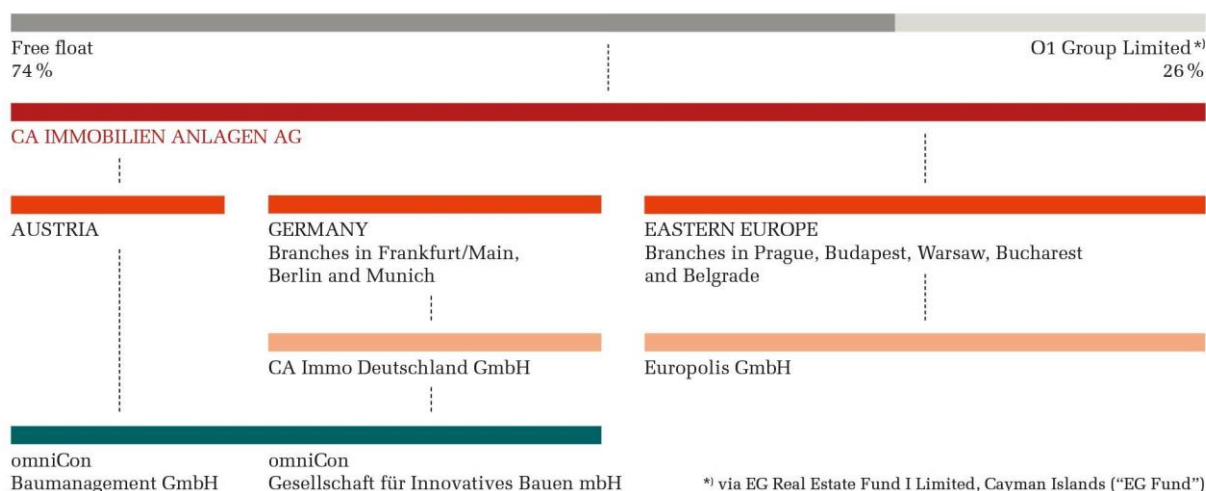 Free float
74 %
O1 Group Limited *)
26 %
CA IMMOBILIEN ANLAGEN AG
AUSTRIA
GERMANY
Branches in Frankfurt/Main,
Berlin and Munich
EASTERN EUROPE
Branches in Prague, Budapest, Warsaw, Bucharest
and Belgrade
CA Immo Deutschland GmbH
Europolis GmbH
omniCon
Baumanagement GmbH
omniCon
Gesellschaft für Innovatives Bauen mbH
*) via EG Real Estate Fund I Limited, Cayman Islands (“EG Fund”)